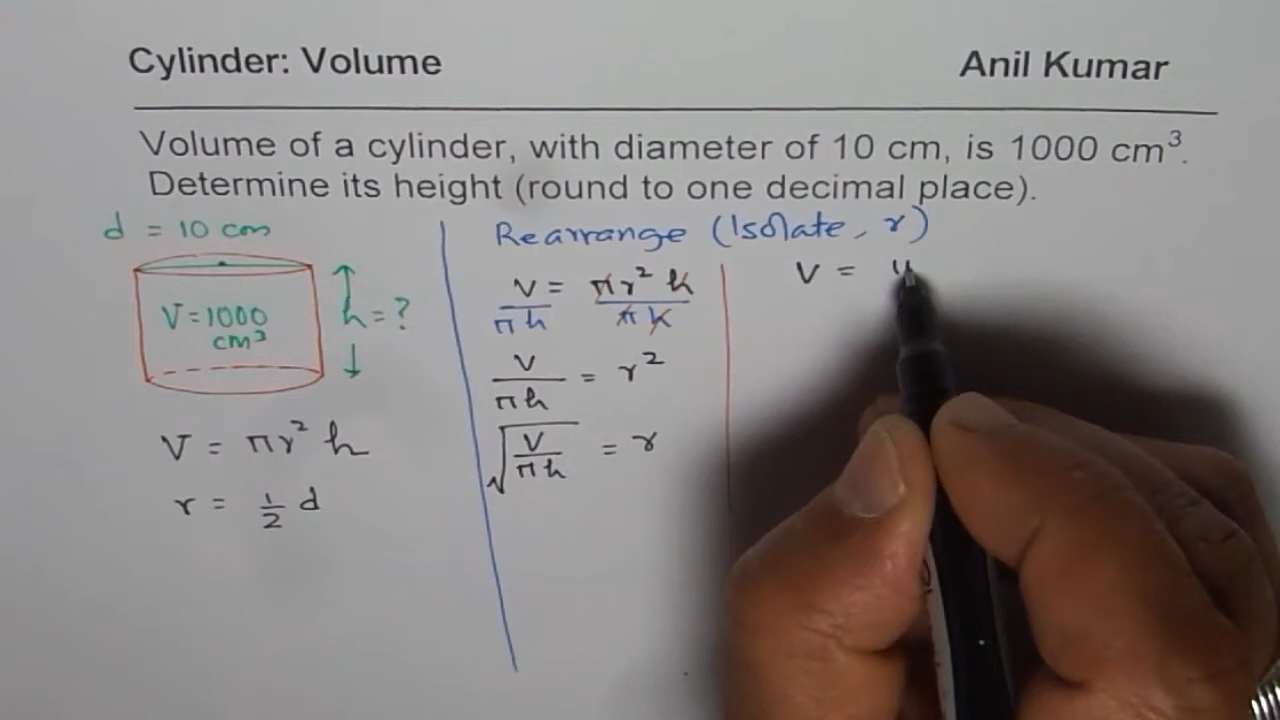 Cylinder: Volume
Anil Kumar
Volume of a cylinder, with diameter of 10 cm, is 1000 cm³.
Determine its height (round to one decimal place).
d = 10 cm
V = 1000
cm³
h = ?
V = πr² h
r = 1/2 d
Rearrange (Isolate, r)
V/πh = πr² h/πh
V/πh = r²
√(V/πh) = r
V =